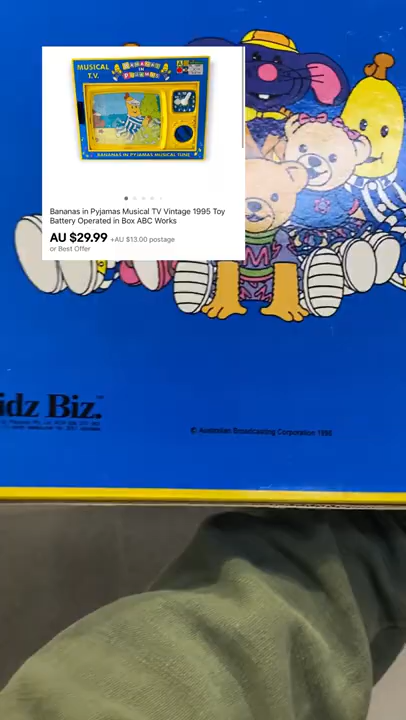 MUSICAL
T.V.
BANANAS
IN
PYJAMAS
BANANAS IN PYJAMAS MUSICAL TUNE
Bananas in Pyjamas Musical TV Vintage 1995 Toy
Battery Operated in Box ABC Works
AU $29.99 +AU $13.00 postage
or Best Offer
idz Biz.
© Australian Broadcasting Corporation 1995